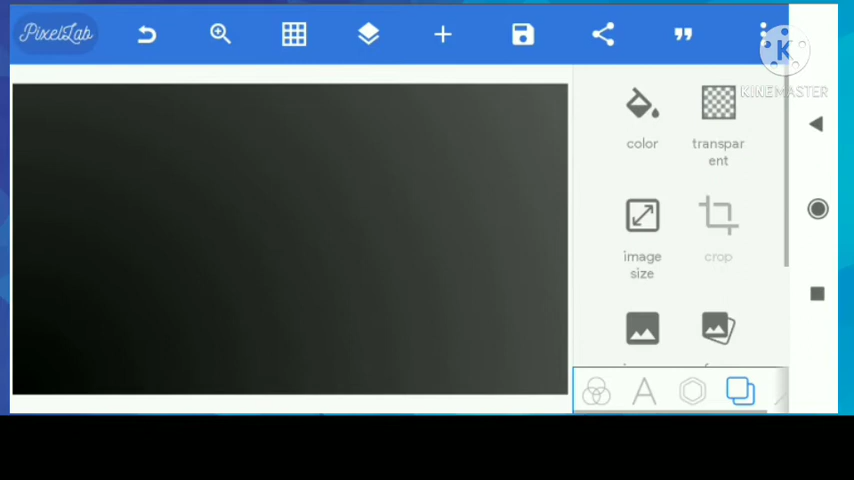 PixelLab
K
KINEMASTER
color
transpar
ent
image
size
crop